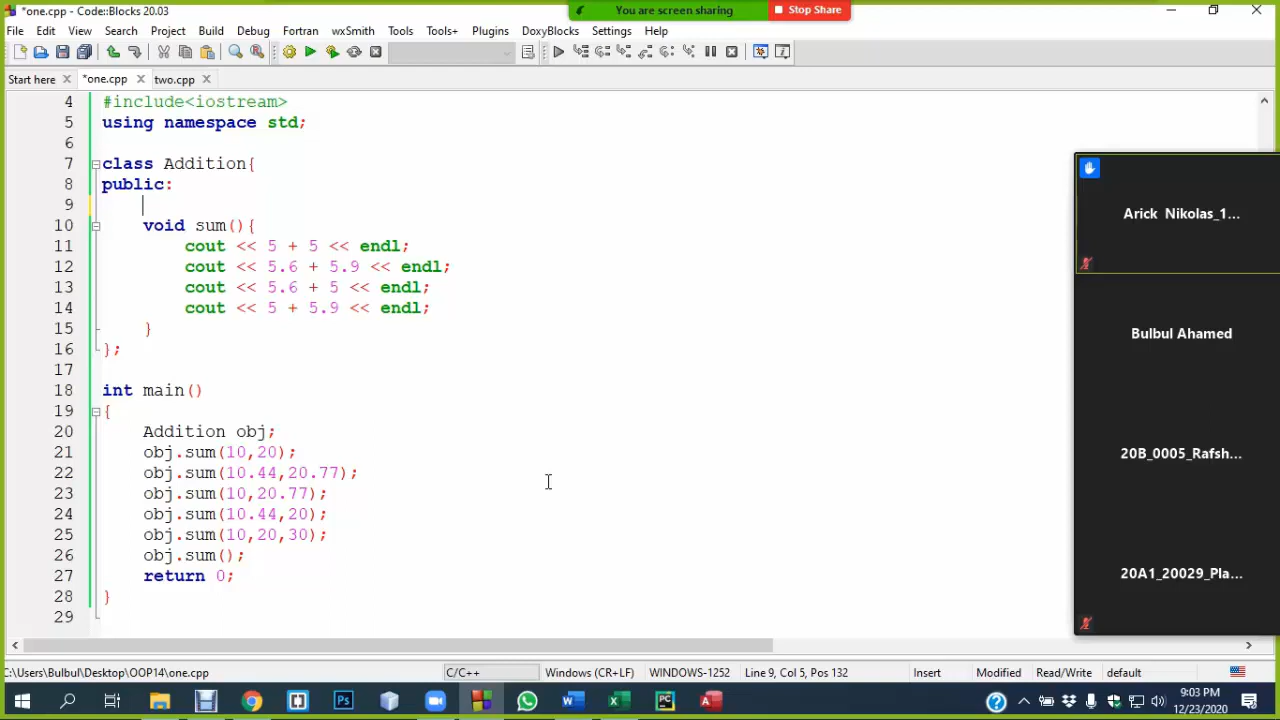 *one.cpp - Code::Blocks 20.03
You are screen sharing
Stop Share
File Edit View Search Project Build Debug Fortran wxSmith Tools Tools+ Plugins DoxyBlocks Settings Help
Start here *one.cpp two.cpp
4 #include<iostream>
5 using namespace std;
6
7 class Addition{
8 public:
9
10 void sum(){
11 cout << 5 + 5 << endl;
12 cout << 5.6 + 5.9 << endl;
13 cout << 5.6 + 5 << endl;
14 cout << 5 + 5.9 << endl;
15 }
16 };
17
18 int main()
19 {
20 Addition obj;
21 obj.sum(10,20);
22 obj.sum(10.44,20.77);
23 obj.sum(10,20.77);
24 obj.sum(10.44,20);
25 obj.sum(10,20,30);
26 obj.sum();
27 return 0;
28 }
29
Arick Nikolas_1...
Bulbul Ahamed
20B_0005_Rafsh...
20A1_20029_Pla...
C:\Users\Bulbul\Desktop\OOP14\one.cpp C/C++ Windows (CR+LF) WINDOWS-1252 Line 9, Col 5, Pos 132 Insert Modified Read/Write default
9:03 PM
12/23/2020